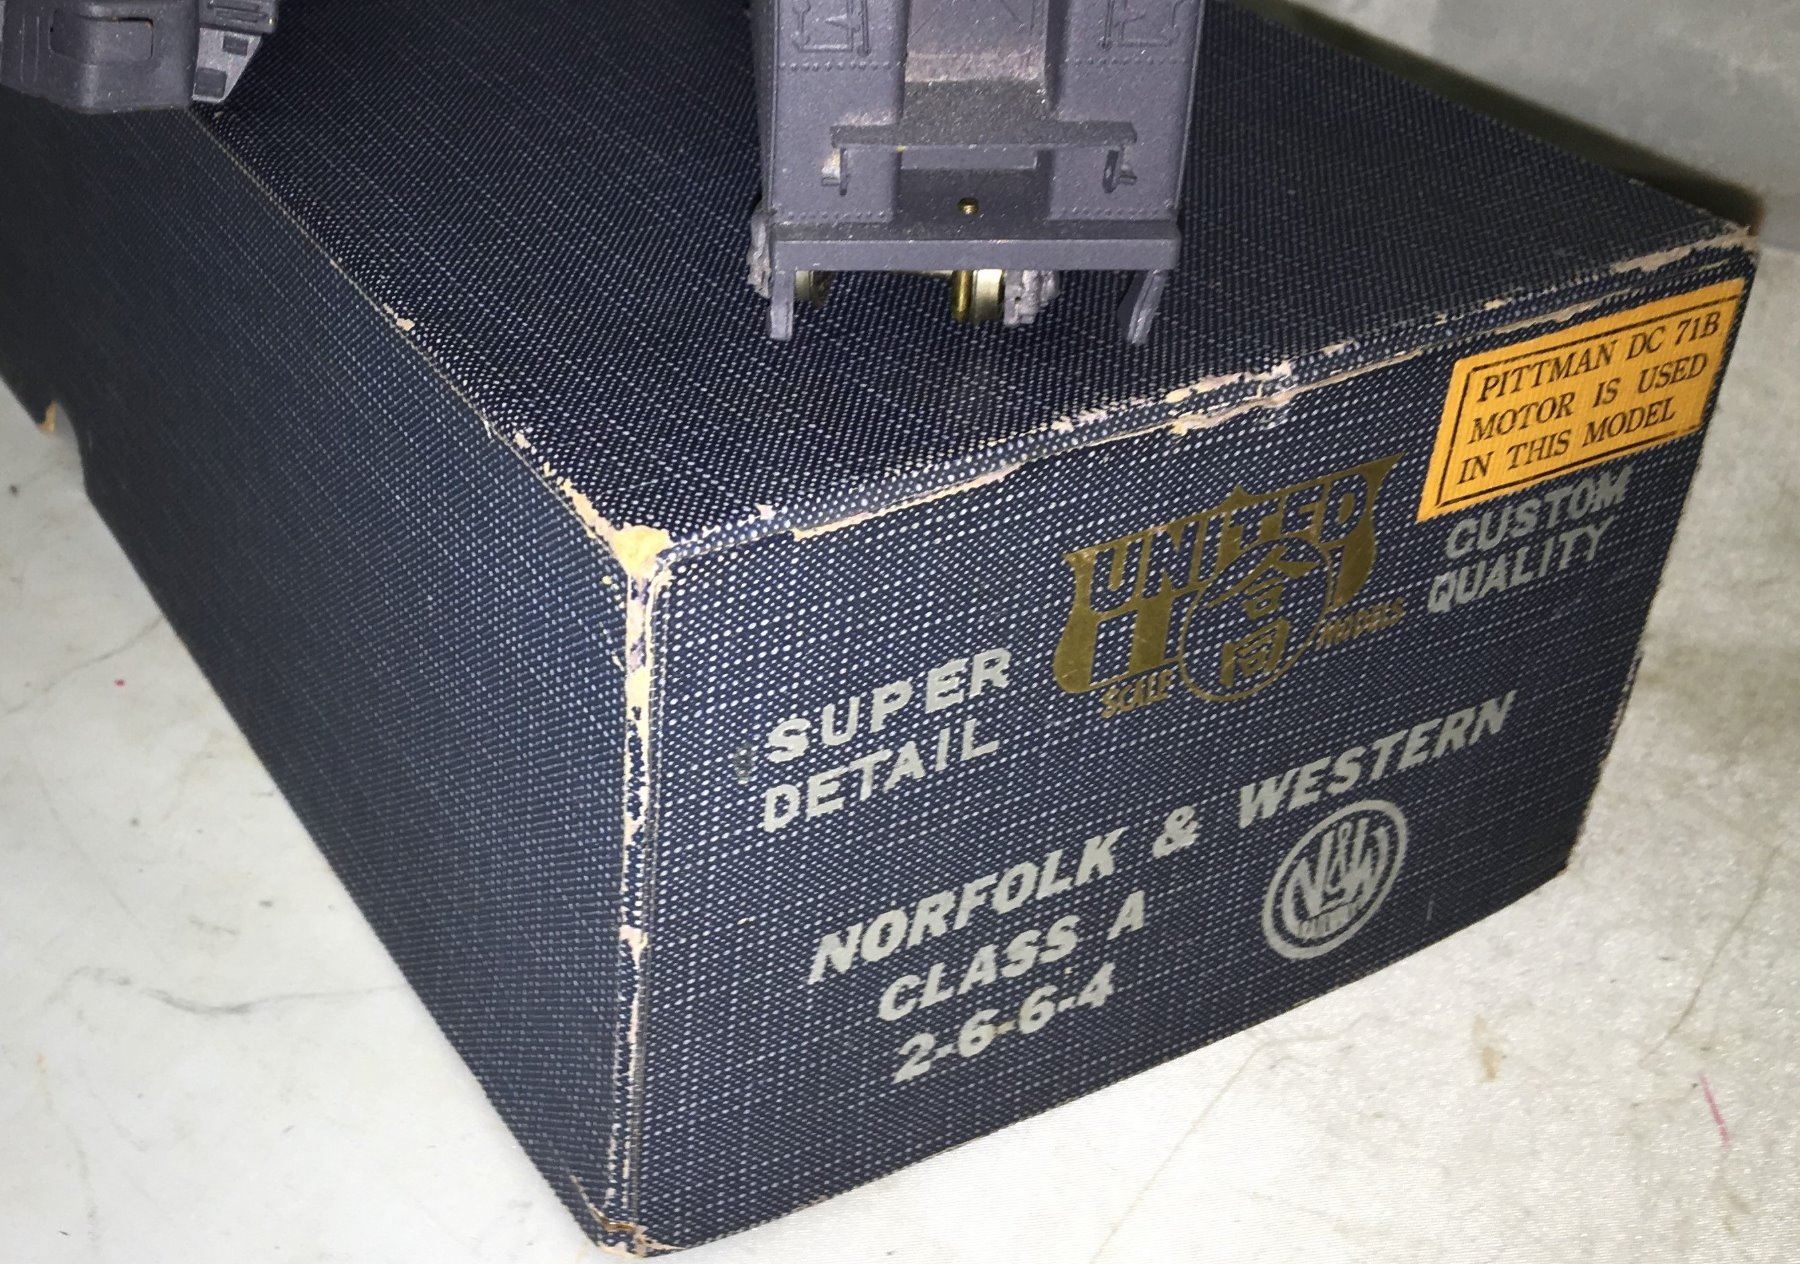 PITTMAN DC 71B
MOTOR IS USED
IN THIS MODEL
UNITED
合同
SCALE MODELS
CUSTOM
QUALITY
SUPER
DETAIL
NORFOLK & WESTERN
CLASS A
2-6-6-4
N&W